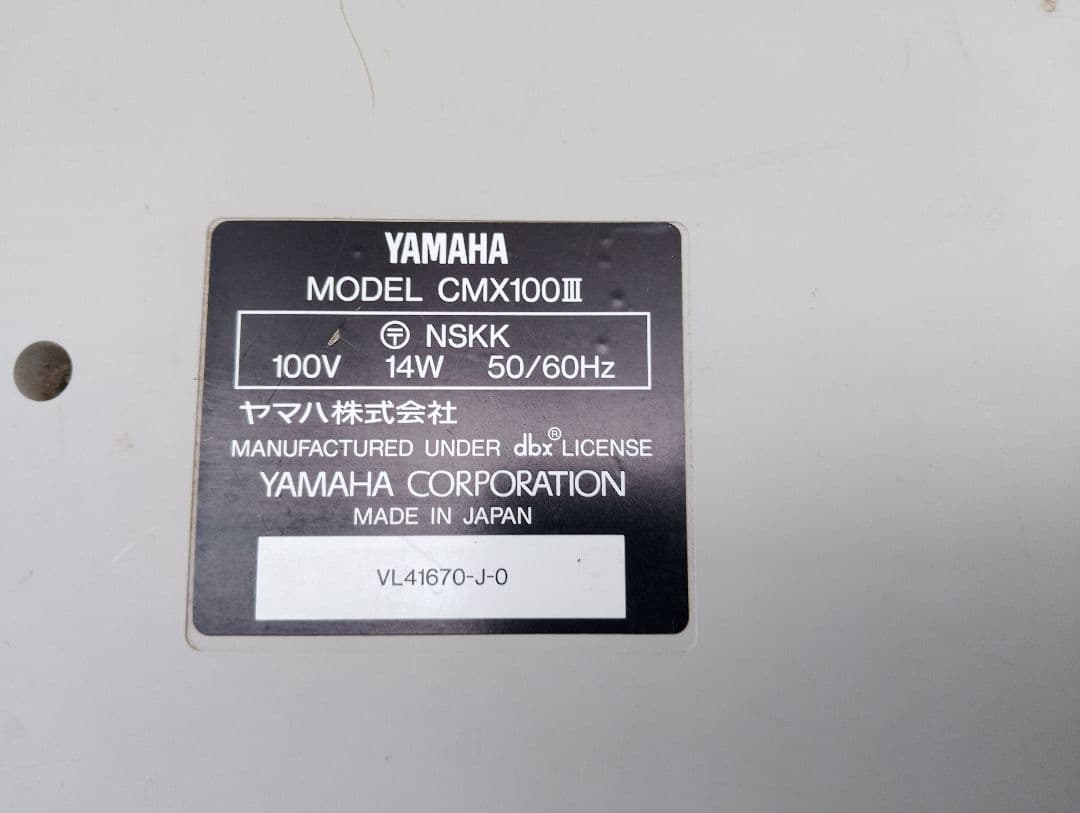 YAMAHA
MODEL CMX100III
〶 NSKK
100V 14W 50/60Hz
ヤマハ株式会社
MANUFACTURED UNDER dbx® LICENSE
YAMAHA CORPORATION
MADE IN JAPAN
VL41670-J-0